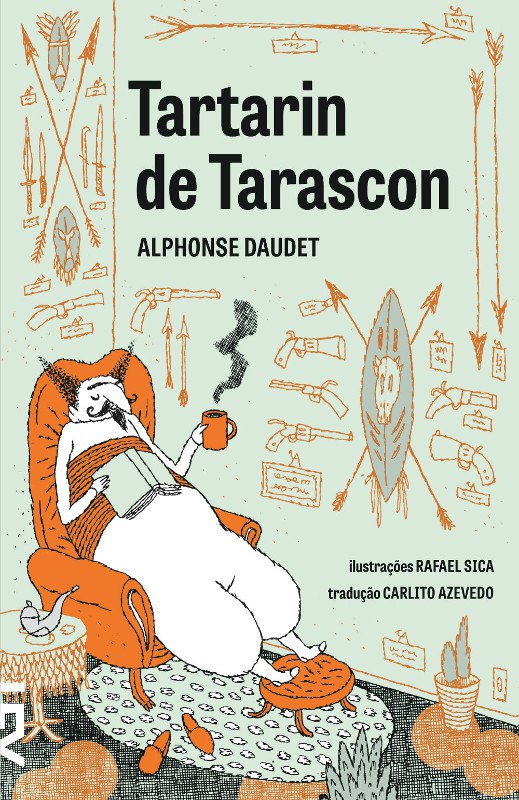 Tartarin
de Tarascon
ALPHONSE DAUDET
ilustrações RAFAEL SICA
tradução CARLITO AZEVEDO